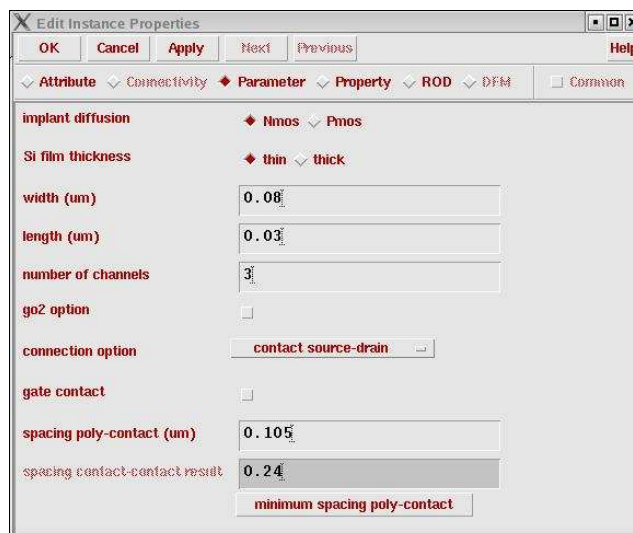 Edit Instance Properties
OK Cancel Apply Next Previous Help
Attribute Connectivity Parameter Property ROD DFM Common
implant diffusion Nmos Pmos
Si film thickness thin thick
width (um) 0.08
length (um) 0.03
number of channels 3
go2 option
connection option contact source-drain
gate contact
spacing poly-contact (um) 0.105
spacing contact-contact result 0.24
minimum spacing poly-contact